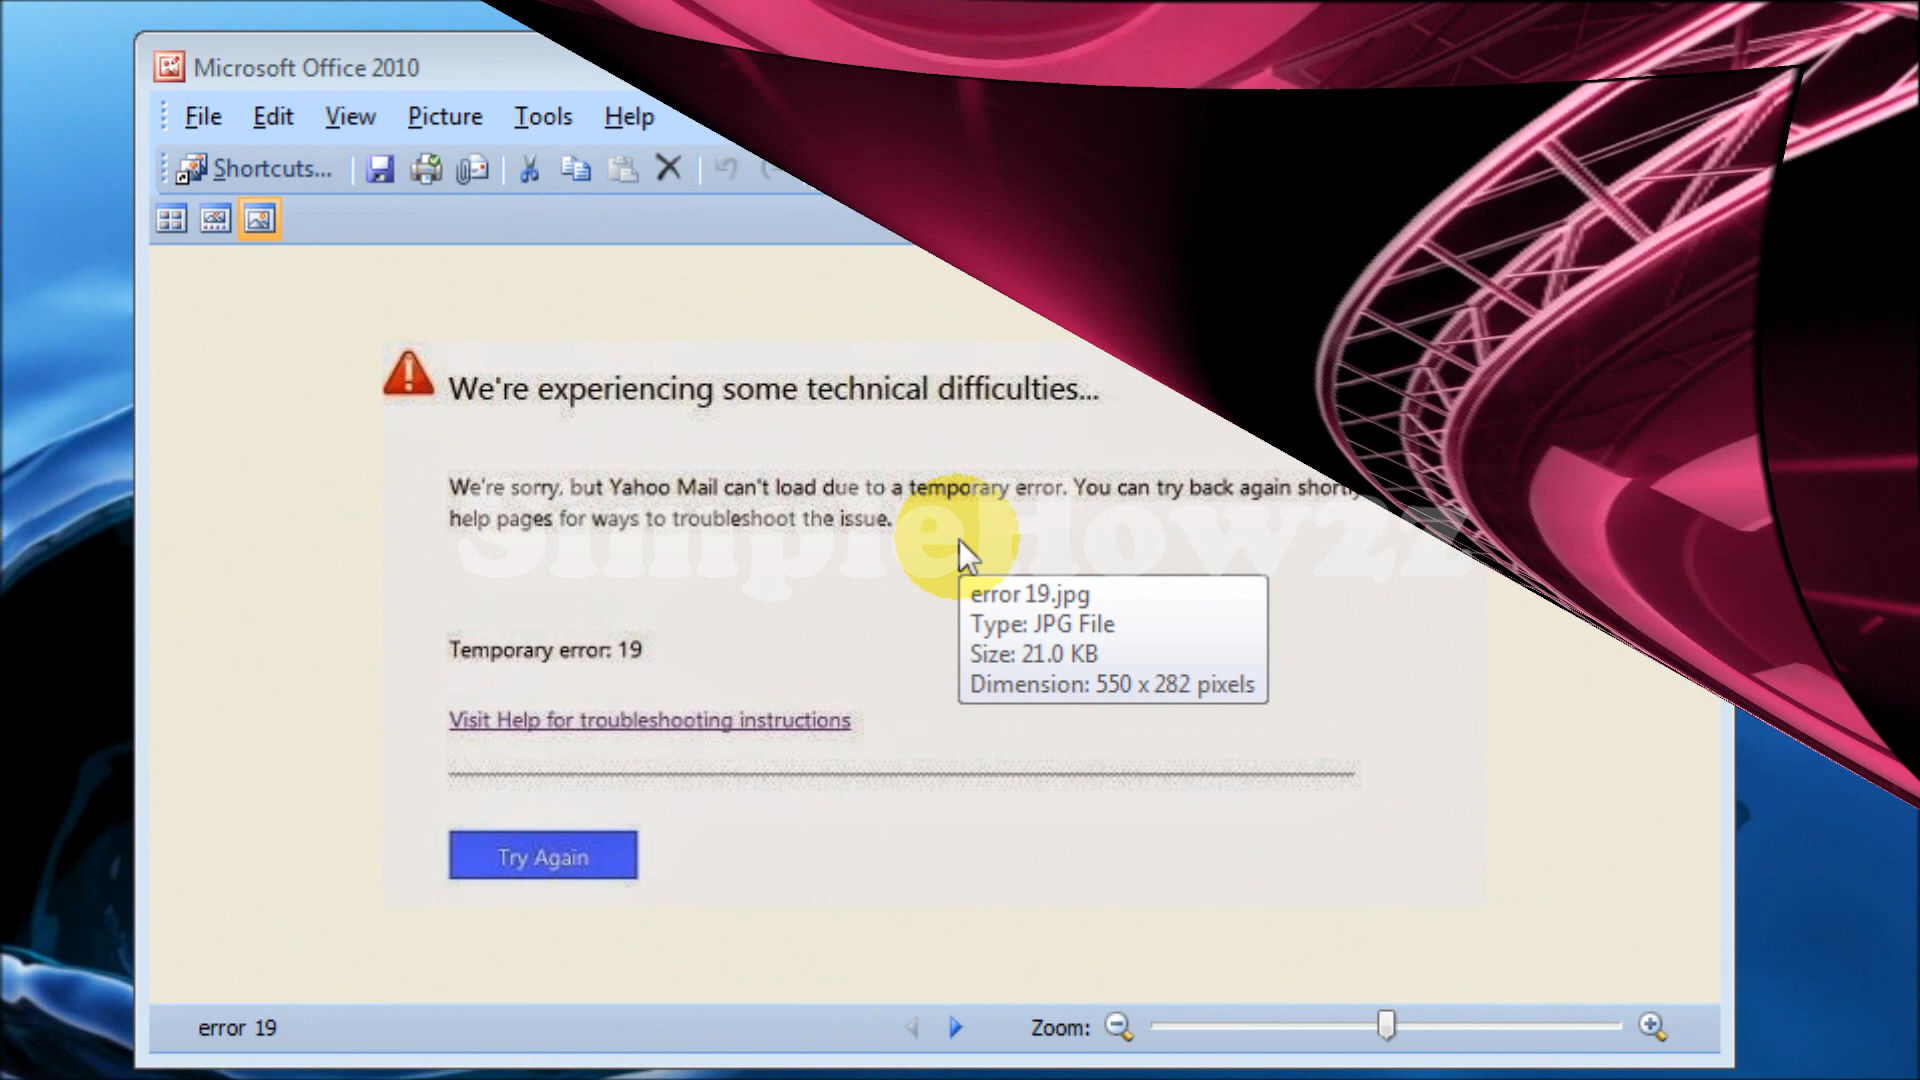 Microsoft Office 2010
File Edit View Picture Tools Help
Shortcuts...
We're experiencing some technical difficulties...
We're sorry, but Yahoo Mail can't load due to a temporary error. You can try back again shortly
help pages for ways to troubleshoot the issue.
SimpleHow2z
error 19.jpg
Type: JPG File
Size: 21.0 KB
Dimension: 550 x 282 pixels
Temporary error: 19
Visit Help for troubleshooting instructions
Try Again
error 19
Zoom: